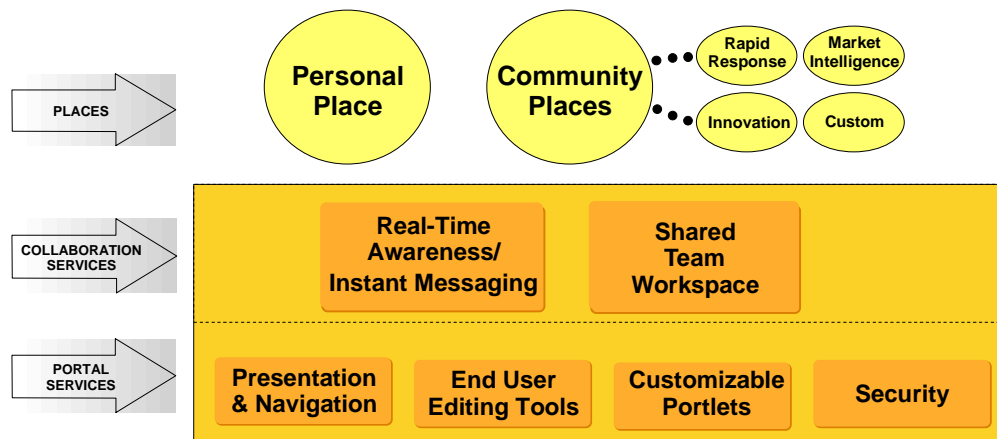 PLACES
Personal
Place
Community
Places
Rapid
Response
Market
Intelligence
Innovation
Custom
COLLABORATION
SERVICES
Real-Time
Awareness/
Instant Messaging
Shared
Team
Workspace
PORTAL
SERVICES
Presentation
& Navigation
End User
Editing Tools
Customizable
Portlets
Security